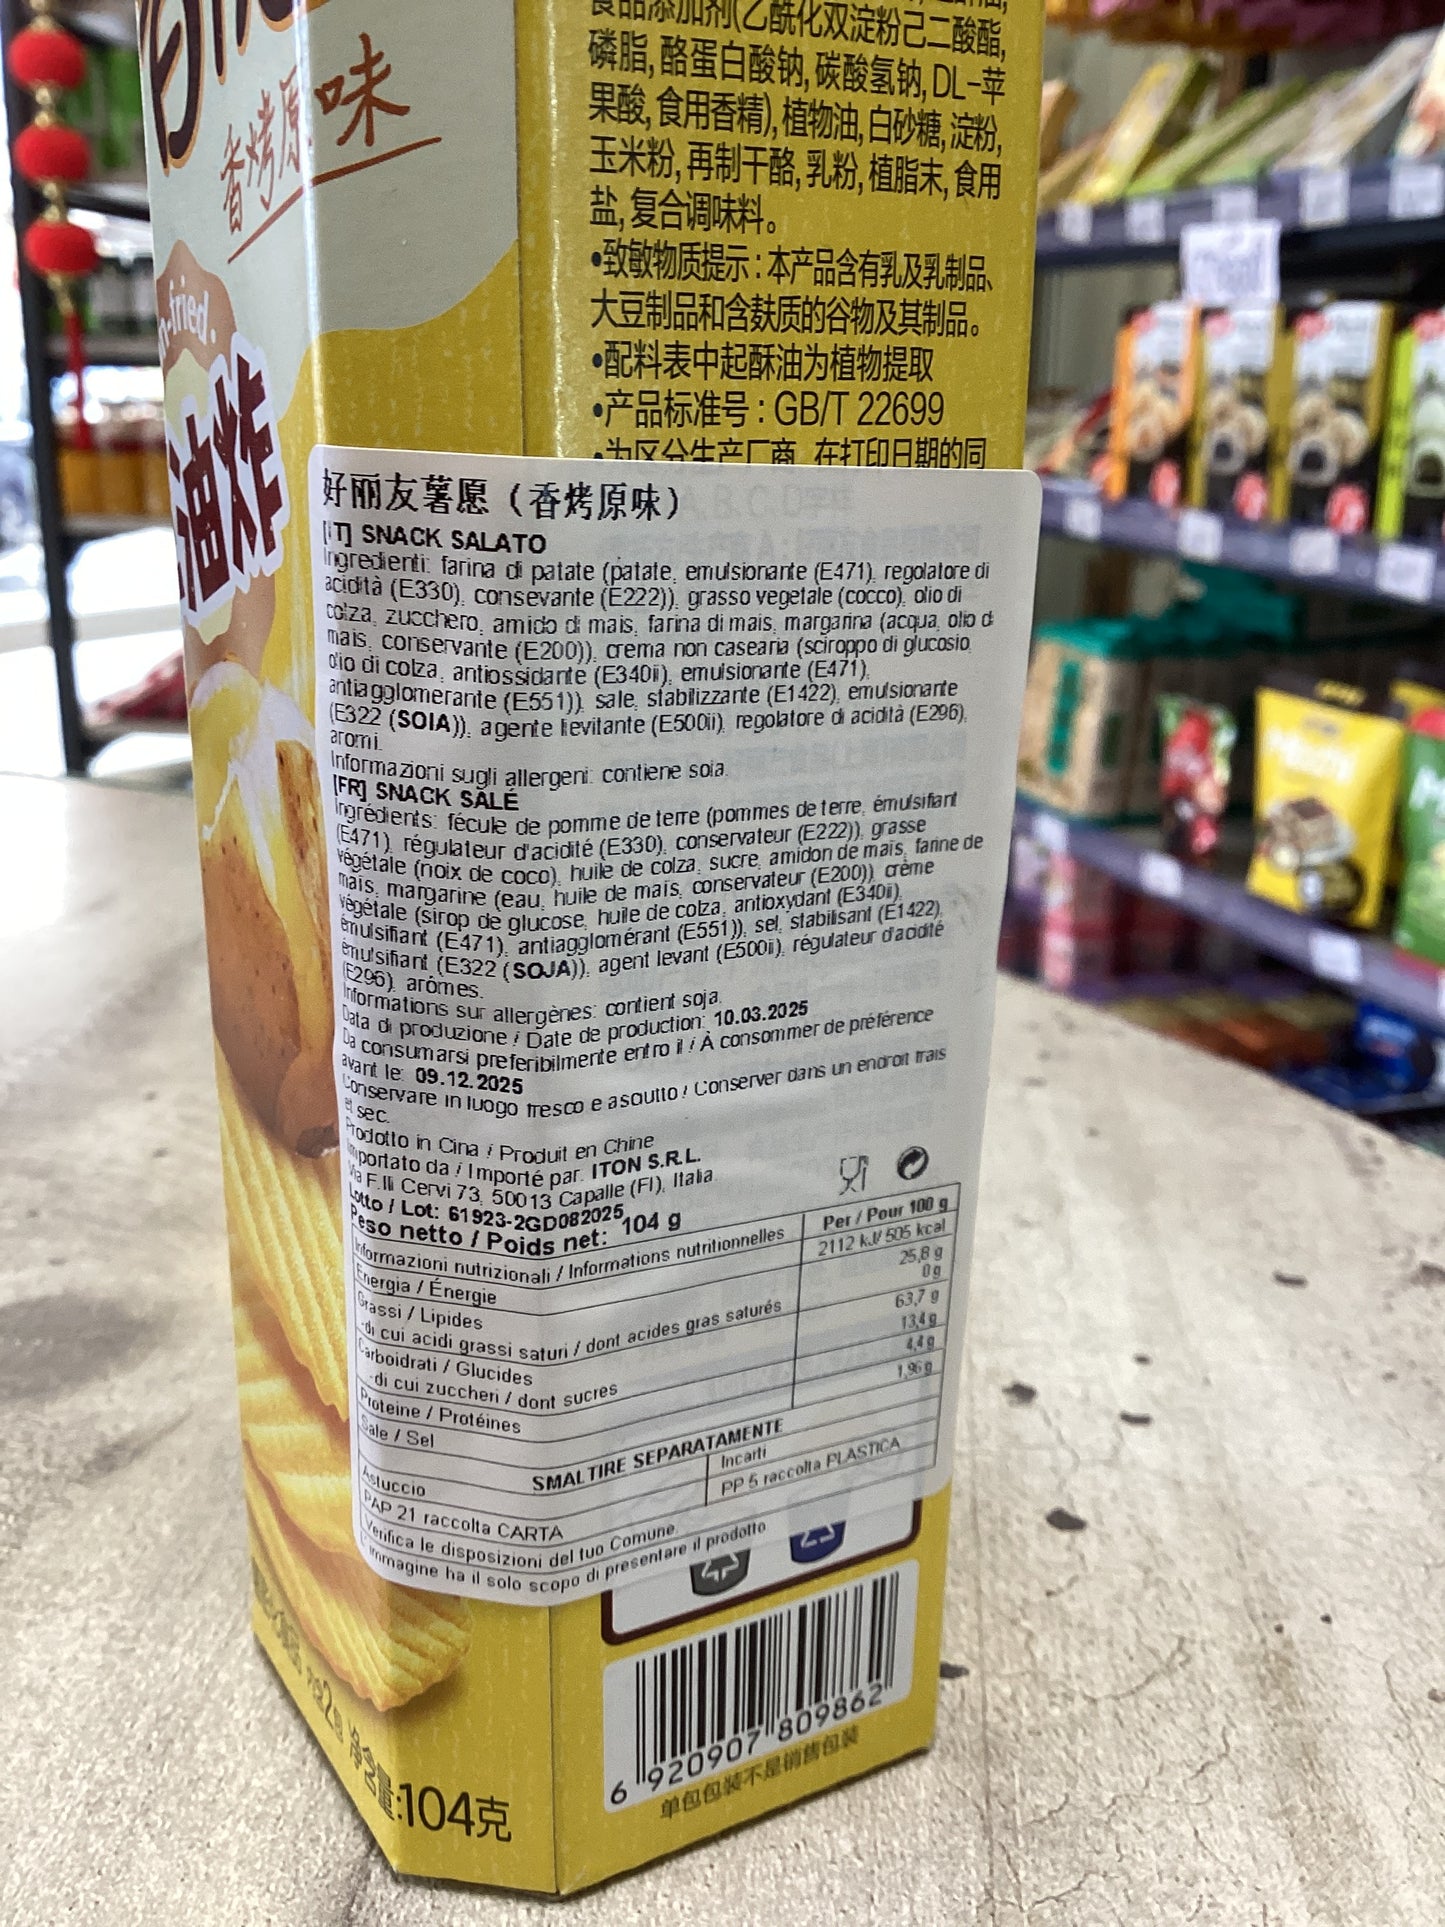 香烤原味
-fried.
油炸
食品添加剂(乙酰化双淀粉己二酸酯,
磷脂, 酪蛋白酸钠, 碳酸氢钠, DL-苹
果酸, 食用香精), 植物油, 白砂糖, 淀粉,
玉米粉, 再制干酪, 乳粉, 植脂末, 食用
盐, 复合调味料。
•致敏物质提示：本产品含有乳及乳制品、
大豆制品和含麸质的谷物及其制品。
•配料表中起酥油为植物提取
•产品标准号：GB/T 22699
•为区分生产厂商, 在打印日期的同
好丽友薯愿（香烤原味）
[IT] SNACK SALATO
Ingredienti: farina di patate (patate, emulsionante (E471), regolatore di
acidità (E330), consevante (E222)), grasso vegetale (cocco), olio di
colza, zucchero, amido di mais, farina di mais, margarina (acqua, olio di
mais, conservante (E200)), crema non casearia (sciroppo di glucosio,
olio di colza, antiossidante (E340ii), emulsionante (E471),
antiagglomerante (E551)), sale, stabilizzante (E1422), emulsionante
(E322 (SOIA)), agente lievitante (E500ii), regolatore di acidità (E296),
aromi.
Informazioni sugli allergeni: contiene soia.
[FR] SNACK SALÉ
Ingrédients: fécule de pomme de terre (pommes de terre, émulsifiant
(E471), régulateur d'acidité (E330), conservateur (E222)), grasse
végétale (noix de coco), huile de colza, sucre, amidon de maïs, farine de
maïs, margarine (eau, huile de maïs, conservateur (E200)), crème
végétale (sirop de glucose, huile de colza, antioxydant (E340ii),
émulsifiant (E471), antiagglomérant (E551)), sel, stabilisant (E1422),
émulsifiant (E322 (SOJA)), agent levant (E500ii), régulateur d'acidité
(E296), arômes.
Informations sur allergènes: contient soja.
Data di produzione / Date de production: 10.03.2025
Da consumarsi preferibilmente entro il / À consommer de préférence
avant le: 09.12.2025
Conservare in luogo fresco e asciutto / Conserver dans un endroit frais
et sec.
Prodotto in Cina / Produit en Chine
Importato da / Importé par: ITON S.R.L.
Via F.lli Cervi 73, 50013 Capalle (FI), Italia
Lotto / Lot: 61923-2GD082025
Peso netto / Poids net: 104 g
Informazioni nutrizionali / Informations nutritionnelles Per / Pour 100 g
Energia / Énergie 2112 kJ/ 505 kcal
Grassi / Lipides 25,8 g
-di cui acidi grassi saturi / dont acides gras saturés 0 g
Carboidrati / Glucides 63,7 g
-di cui zuccheri / dont sucres 13,4 g
Proteine / Protéines 4,4 g
Sale / Sel 1,96 g
SMALTIRE SEPARATAMENTE
Astuccio Incarti
PAP 21 raccolta CARTA PP 5 raccolta PLASTICA
Verifica le disposizioni del tuo Comune.
L'immagine ha il solo scopo di presentare il prodotto
6 920907 809862
单包包装不是销售包装
净含量:104克